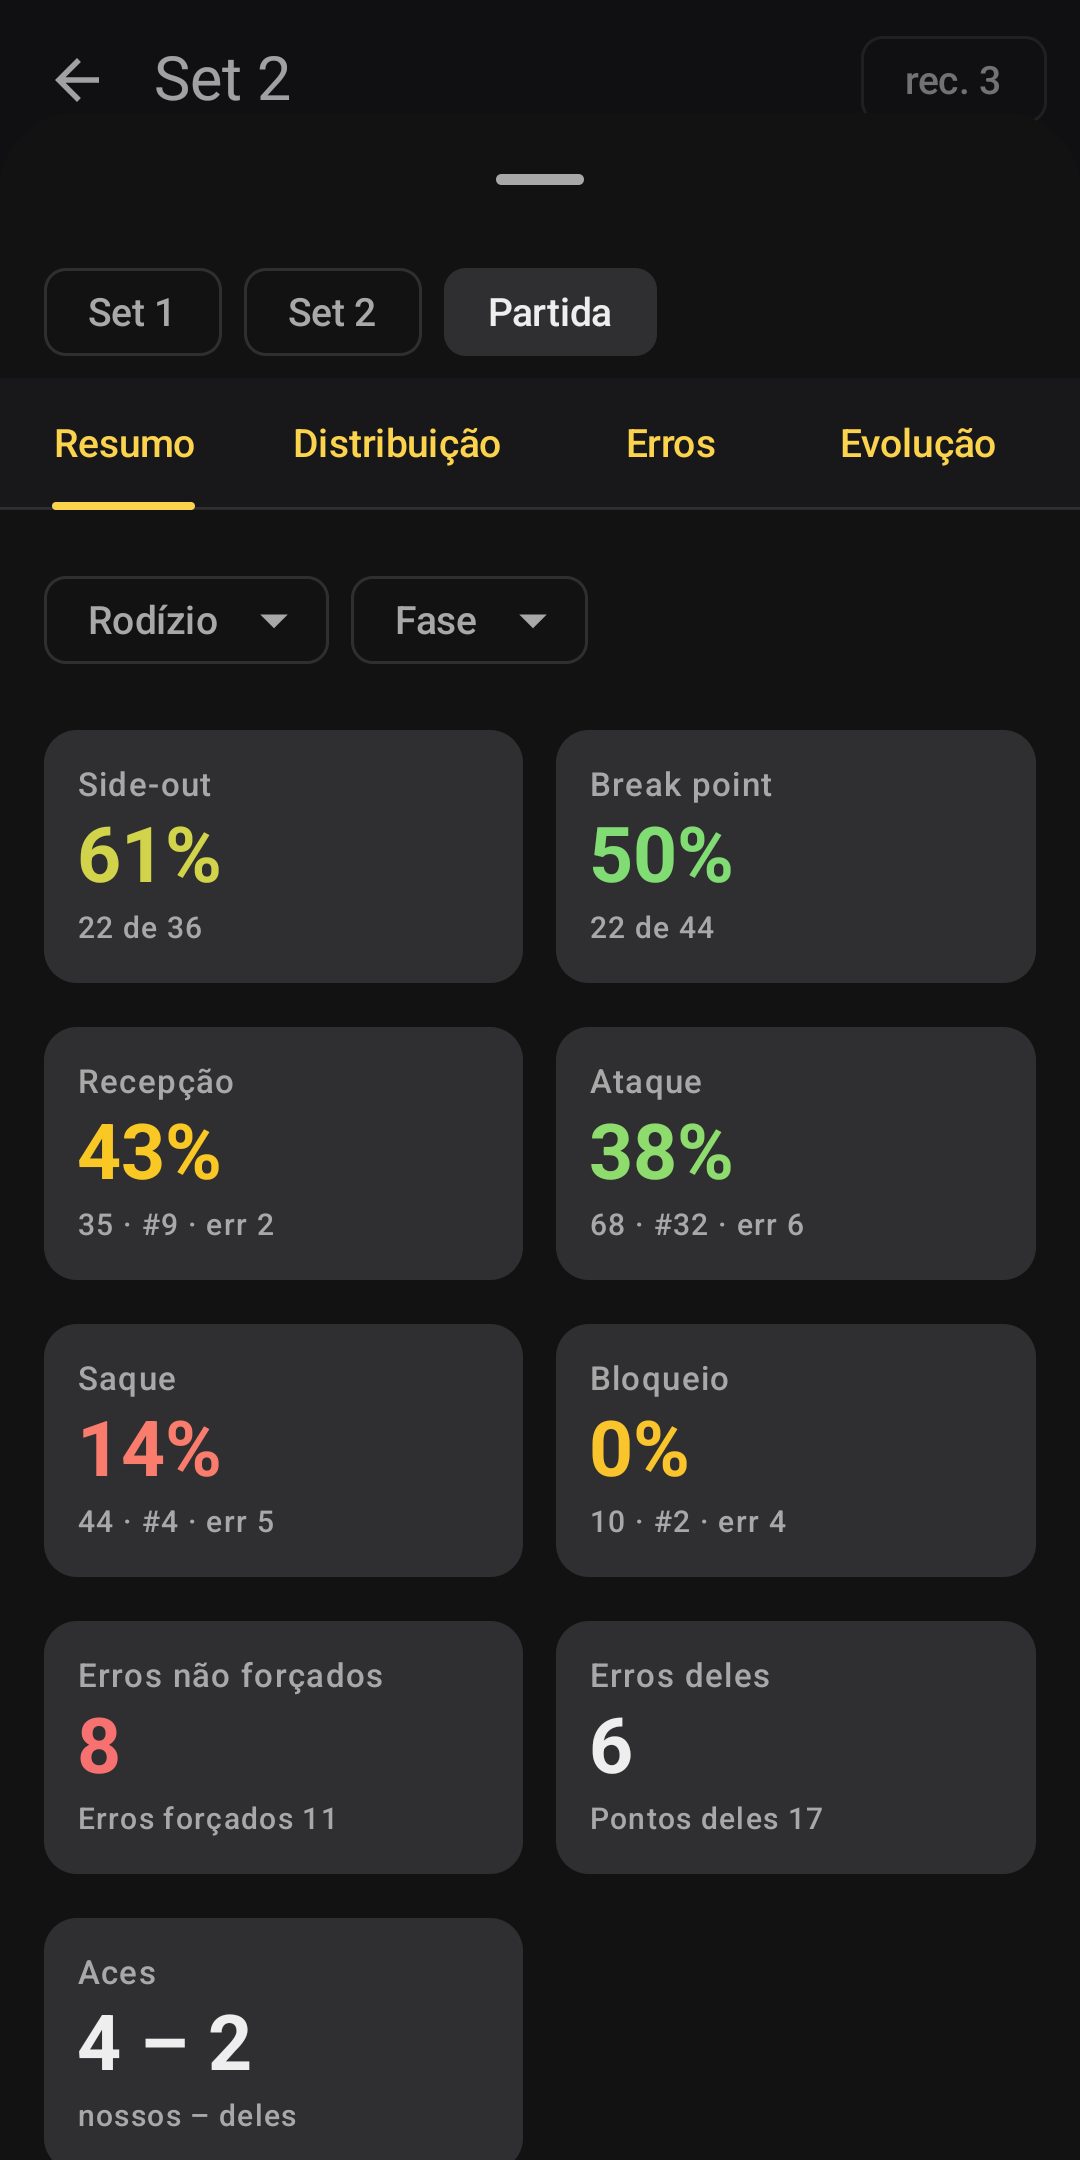 Set 2
rec. 3
Set 1
Set 2
Partida
Resumo
Distribuição
Erros
Evolução
Rodízio
Fase
Side-out
61%
22 de 36
Break point
50%
22 de 44
Recepção
43%
35 · #9 · err 2
Ataque
38%
68 · #32 · err 6
Saque
14%
44 · #4 · err 5
Bloqueio
0%
10 · #2 · err 4
Erros não forçados
8
Erros forçados 11
Erros deles
6
Pontos deles 17
Aces
4 – 2
nossos – deles